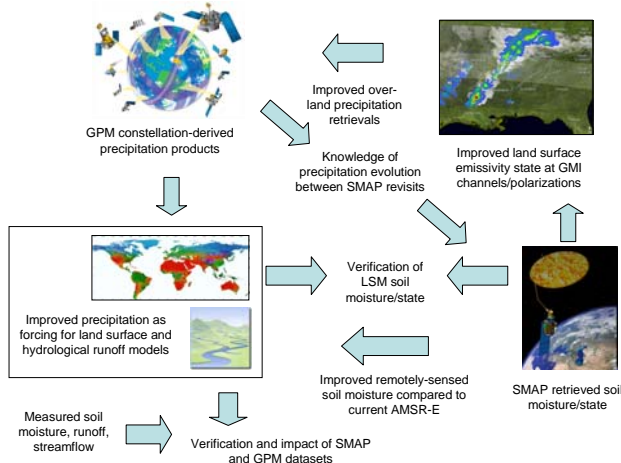 Improved over-
land precipitation
retrievals
GPM constellation-derived
precipitation products
Knowledge of
precipitation evolution
between SMAP revisits
Improved land surface
emissivity state at GMI
channels/polarizations
Verification of
LSM soil
moisture/state
Improved precipitation as
forcing for land surface and
hydrological runoff models
Improved remotely-sensed
soil moisture compared to
current AMSR-E
SMAP retrieved soil
moisture/state
Measured soil
moisture, runoff,
streamflow
Verification and impact of SMAP
and GPM datasets